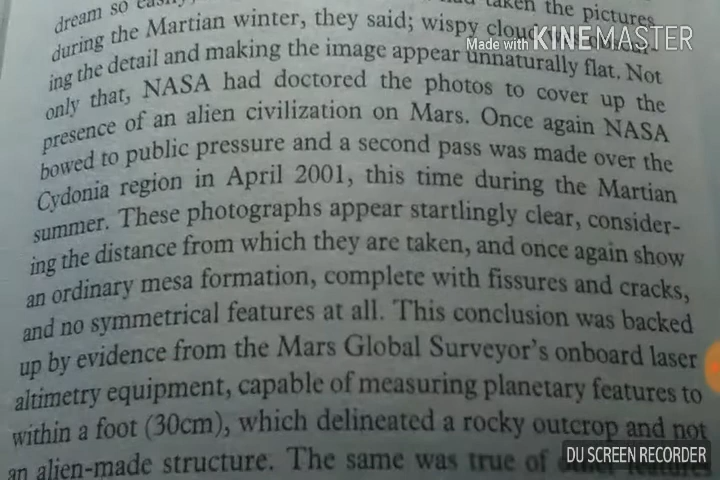 dream so taken the pictures
during the Martian winter, they said; wispy cloud
Made with KINEMASTER
ing the detail and making the image appear unnaturally flat. Not
only that, NASA had doctored the photos to cover up the
presence of an alien civilization on Mars. Once again NASA
bowed to public pressure and a second pass was made over the
Cydonia region in April 2001, this time during the Martian
summer. These photographs appear startlingly clear, consider-
ing the distance from which they are taken, and once again show
an ordinary mesa formation, complete with fissures and cracks,
and no symmetrical features at all. This conclusion was backed
up by evidence from the Mars Global Surveyor's onboard laser
altimetry equipment, capable of measuring planetary features to
within a foot (30cm), which delineated a rocky outcrop and not
an alien-made structure. The same was true of
DU SCREEN RECORDER